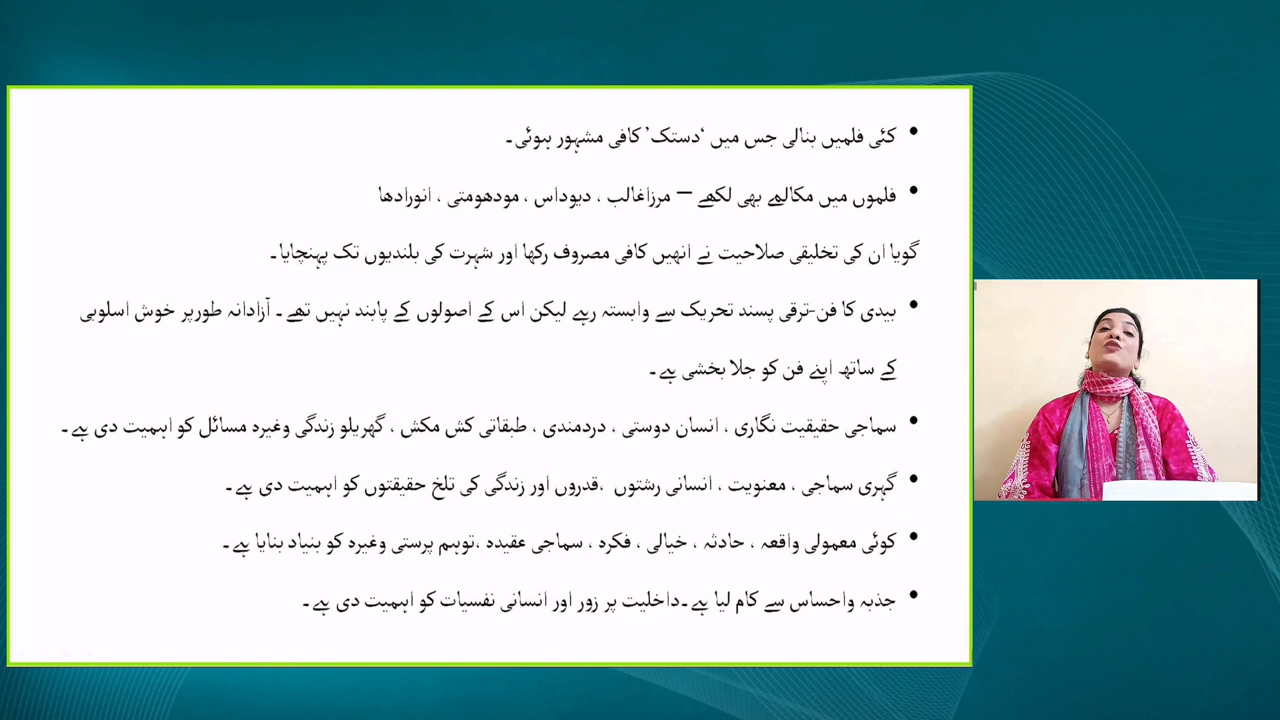 • کئی فلمیں بنالی جس میں ‘دستک’ کافی مشہور ہوئی۔
• فلموں میں مکالمے بھی لکھے – مرزاغالب ، دیوداس ، مودھومتی ، انورادھا
گویا ان کی تخلیقی صلاحیت نے انھیں کافی مصروف رکھا اور شہرت کی بلندیوں تک پہنچایا۔
• بیدی کا فن-ترقی پسند تحریک سے وابستہ رہے لیکن اس کے اصولوں کے پابند نہیں تھے۔ آزادانہ طورپر خوش اسلوبی
کے ساتھ اپنے فن کو جلا بخشی ہے۔
• سماجی حقیقیت نگاری ، انسان دوستی ، دردمندی ، طبقاتی کش مکش ، گھریلو زندگی وغیرہ مسائل کو اہمیت دی ہے۔
• گہری سماجی ، معنویت ، انسانی رشتوں ،قدروں اور زندگی کی تلخ حقیقتوں کو اہمیت دی ہے۔
• کوئی معمولی واقعہ ، حادثہ ، خیالی ، فکرہ ، سماجی عقیدہ ،توہم پرستی وغیرہ کو بنیاد بنایا ہے۔
• جذبہ واحساس سے کام لیا ہے۔داخلیت پر زور اور انسانی نفسیات کو اہمیت دی ہے۔